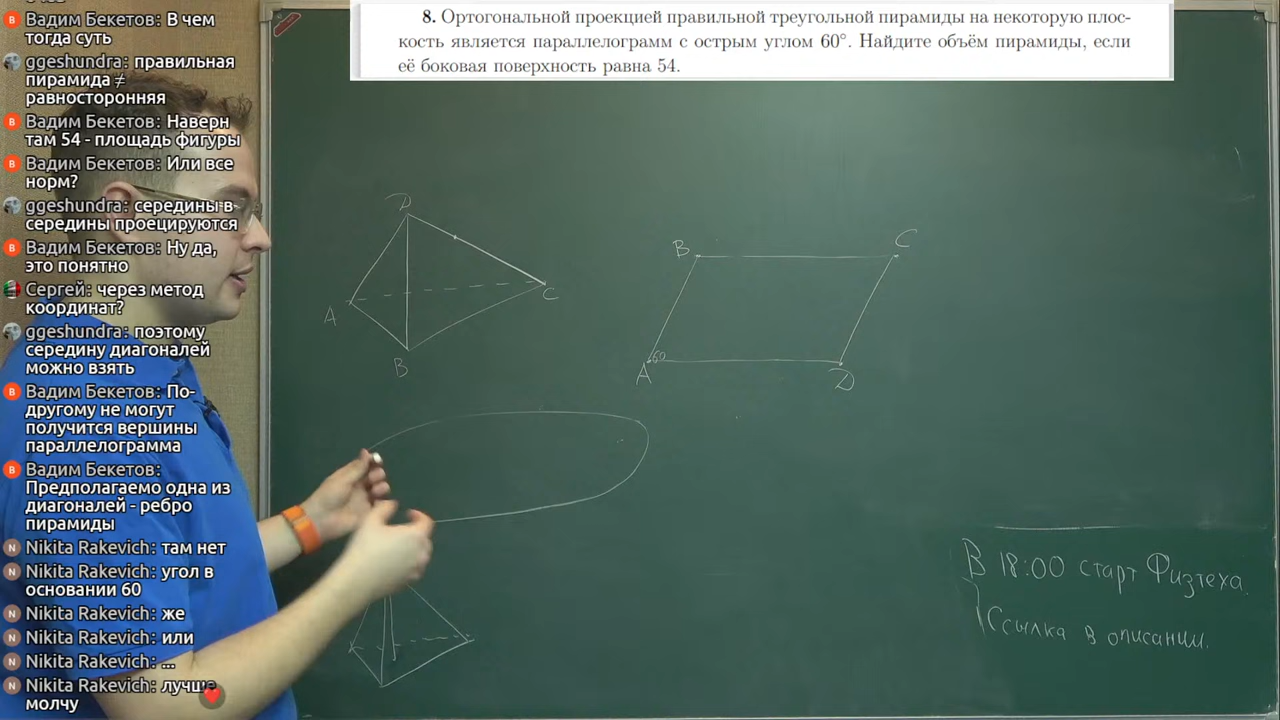 8. Ортогональной проекцией правильной треугольной пирамиды на некоторую плос-
кость является параллелограмм с острым углом 60°. Найдите объём пирамиды, если
её боковая поверхность равна 54.
Вадим Бекетов: В чем
тогда суть
ggeshundra: правильная
пирамида ≠
равносторонняя
Вадим Бекетов: Наверн
там 54 - площадь фигуры
Вадим Бекетов: Или все
норм?
ggeshundra: середины в
середины проецируются
Вадим Бекетов: Ну да,
это понятно
Сергей: через метод
координат?
ggeshundra: поэтому
середину диагоналей
можно взять
Вадим Бекетов: По-
другому не могут
получится вершины
параллелограмма
Вадим Бекетов:
Предполагаемо одна из
диагоналей - ребро
пирамиды
Nikita Rakevich: там нет
Nikita Rakevich: угол в
основании 60
Nikita Rakevich: же
Nikita Rakevich: или
Nikita Rakevich: ...
Nikita Rakevich: лучше
молчу
D
A
B
C
B
C
A
60
D
В 18:00 старт Физтеха.
Ссылка в описании.